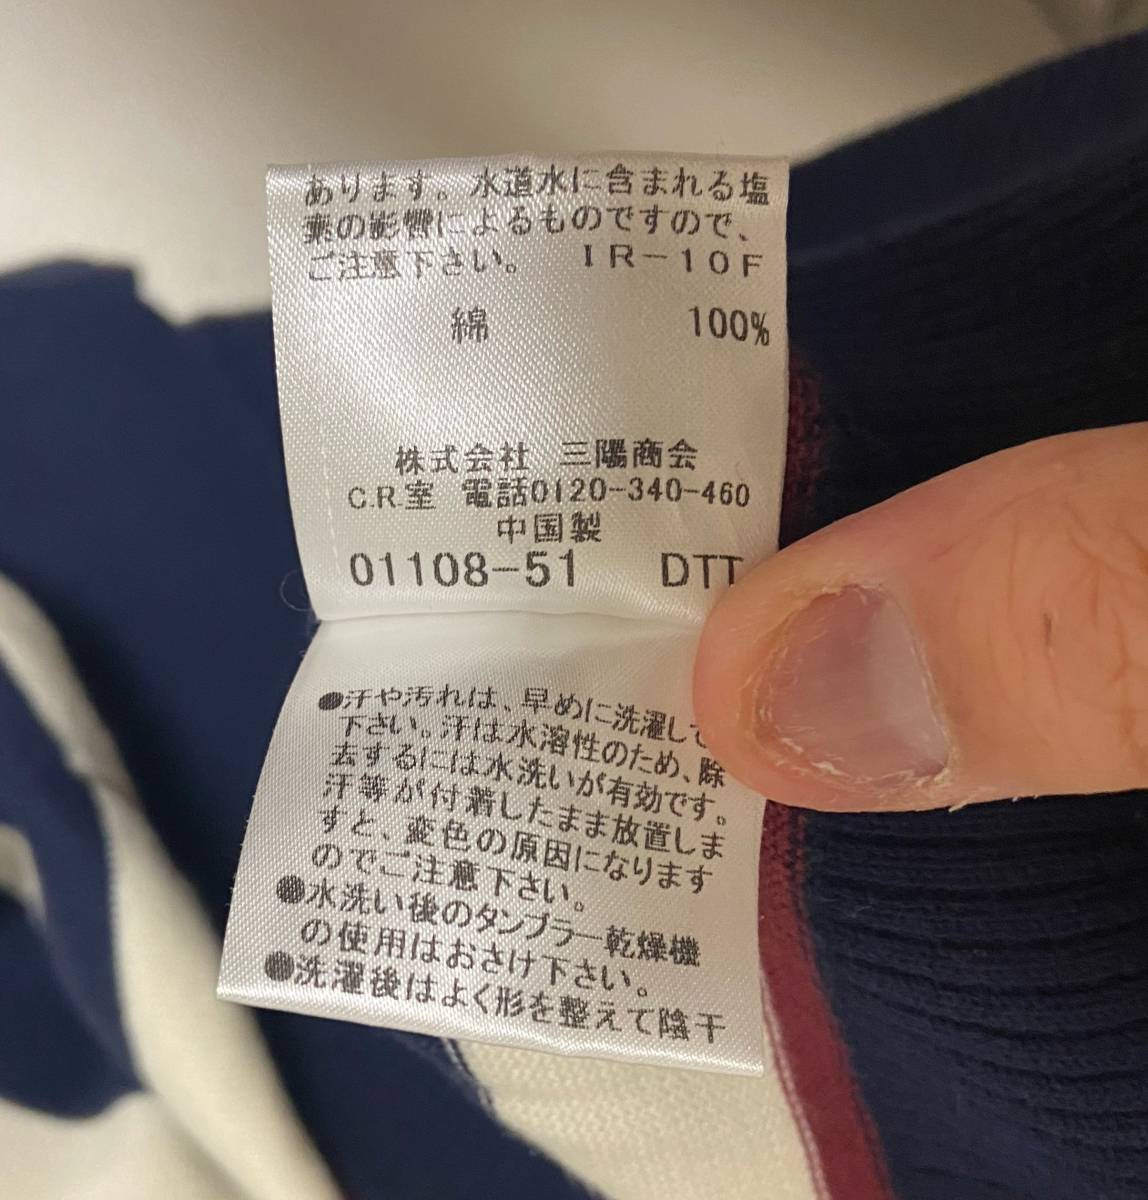 あります。水道水に含まれる塩
素の影響によるものですので、
ご注意下さい。 IR-10F
綿 100%
株式会社 三陽商会
C.R.室 電話0120-340-460
中国製
01108-51 DTT
●汗や汚れは、早めに洗濯して
下さい。汗は水溶性のため、除
去するには水洗いが有効です。
汗等が付着したまま放置しま
すと、変色の原因になります
のでご注意下さい。
●水洗い後のタンブラー乾燥機
の使用はおさけ下さい。
●洗濯後はよく形を整えて陰干